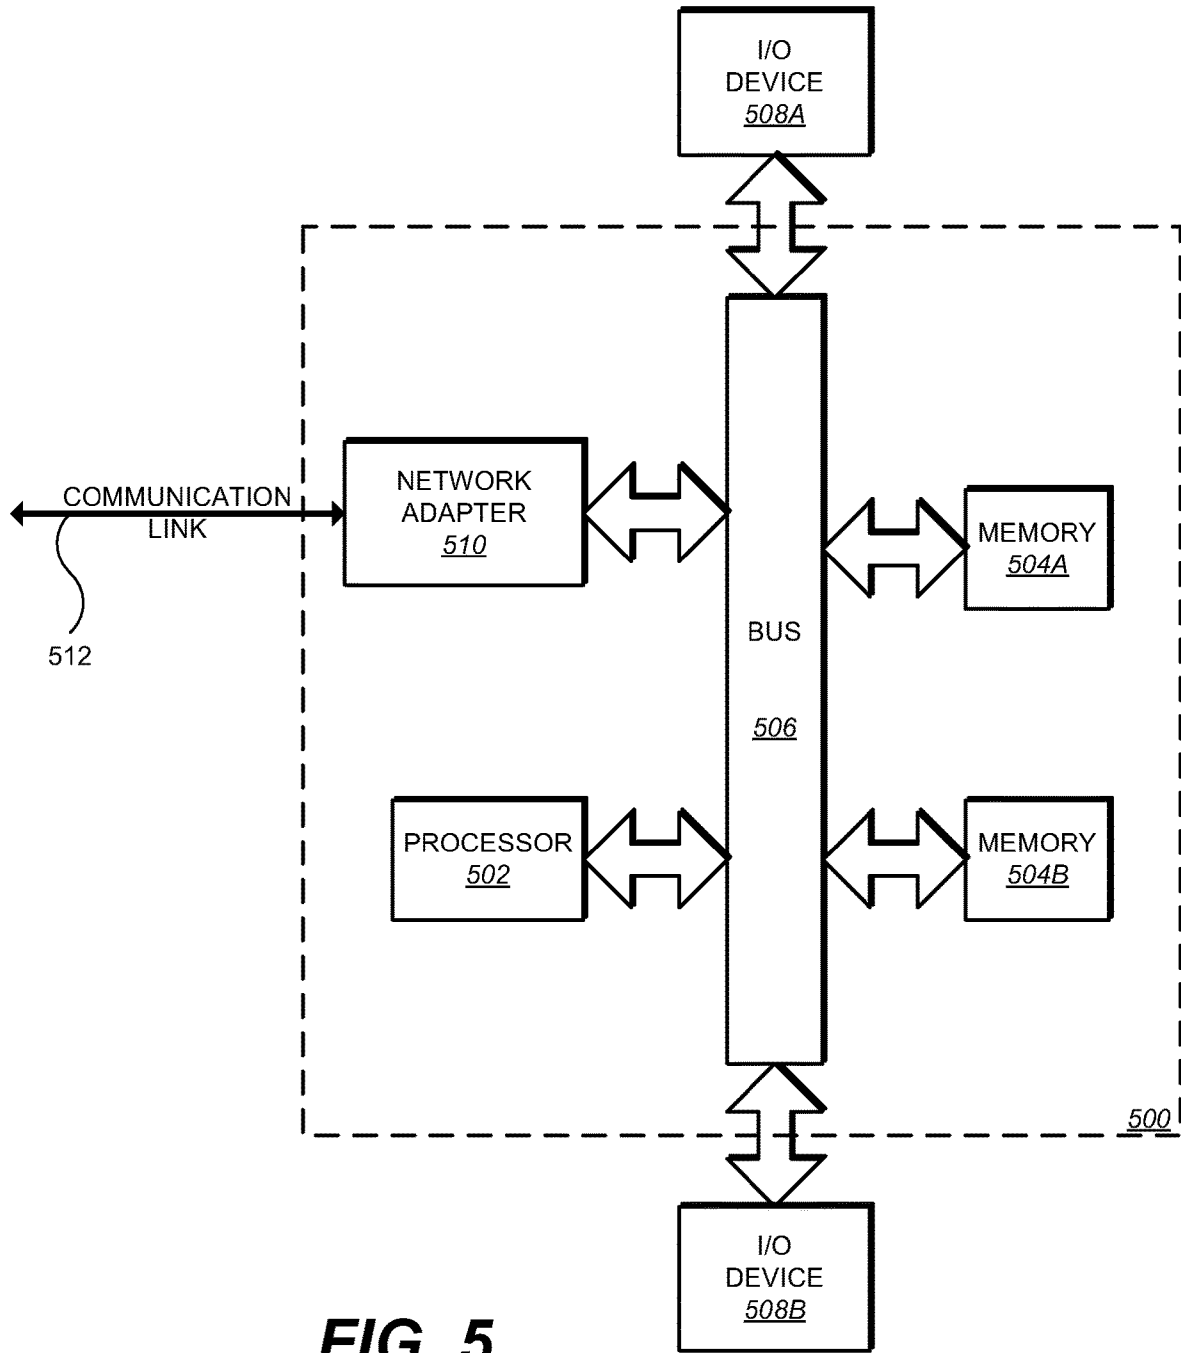 I/O
DEVICE
508A
NETWORK
ADAPTER
510
COMMUNICATION
LINK
512
MEMORY
504A
BUS
506
PROCESSOR
502
MEMORY
504B
500
I/O
DEVICE
508B
FIG. 5